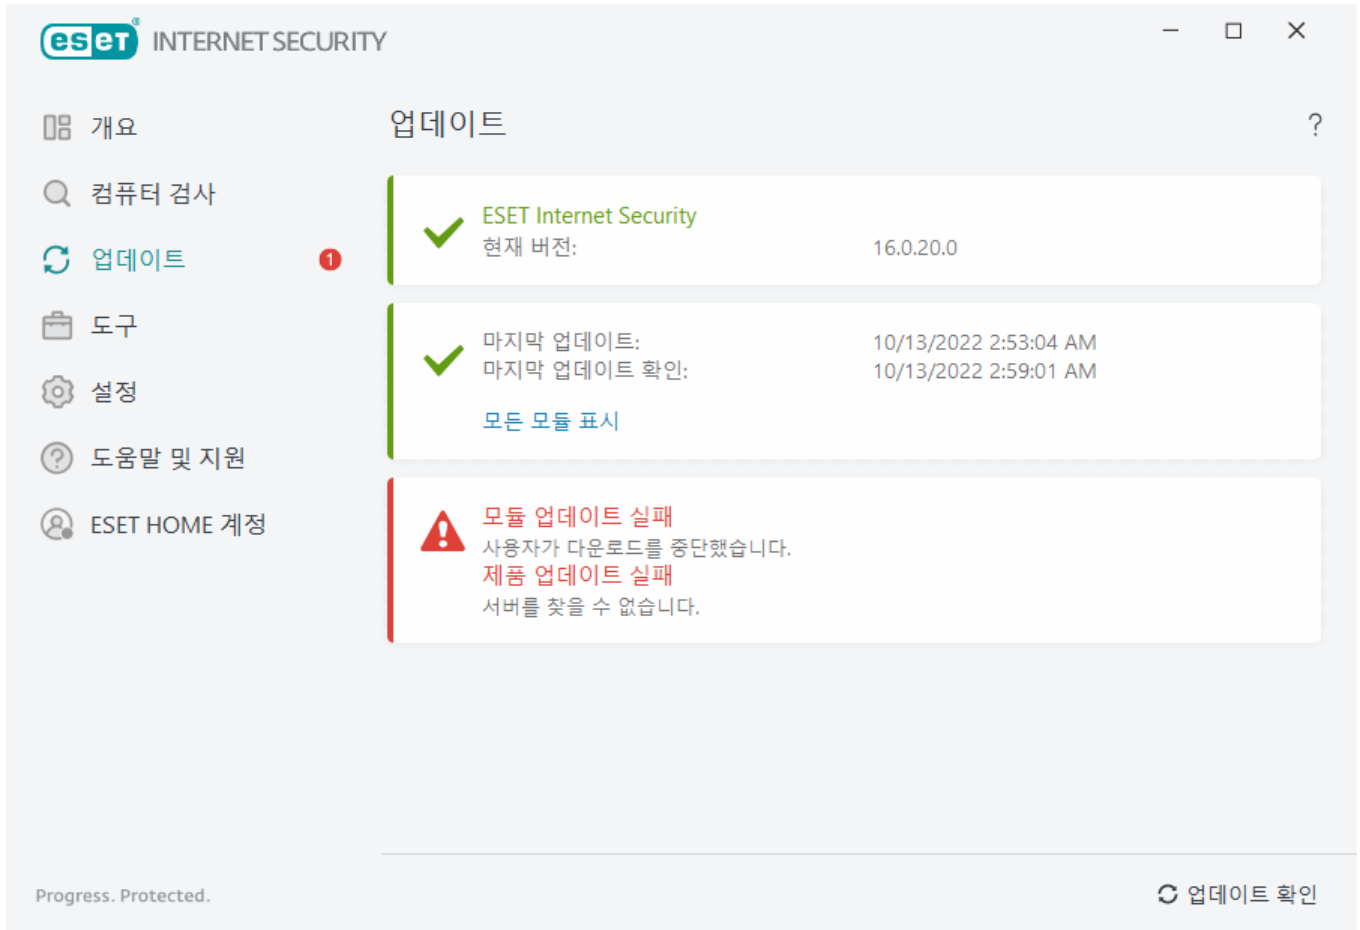 eset® INTERNET SECURITY
개요
컴퓨터 검사
업데이트 1
도구
설정
도움말 및 지원
ESET HOME 계정
업데이트 ?
ESET Internet Security
현재 버전: 16.0.20.0
마지막 업데이트: 10/13/2022 2:53:04 AM
마지막 업데이트 확인: 10/13/2022 2:59:01 AM
모든 모듈 표시
모듈 업데이트 실패
사용자가 다운로드를 중단했습니다.
제품 업데이트 실패
서버를 찾을 수 없습니다.
Progress. Protected.
업데이트 확인